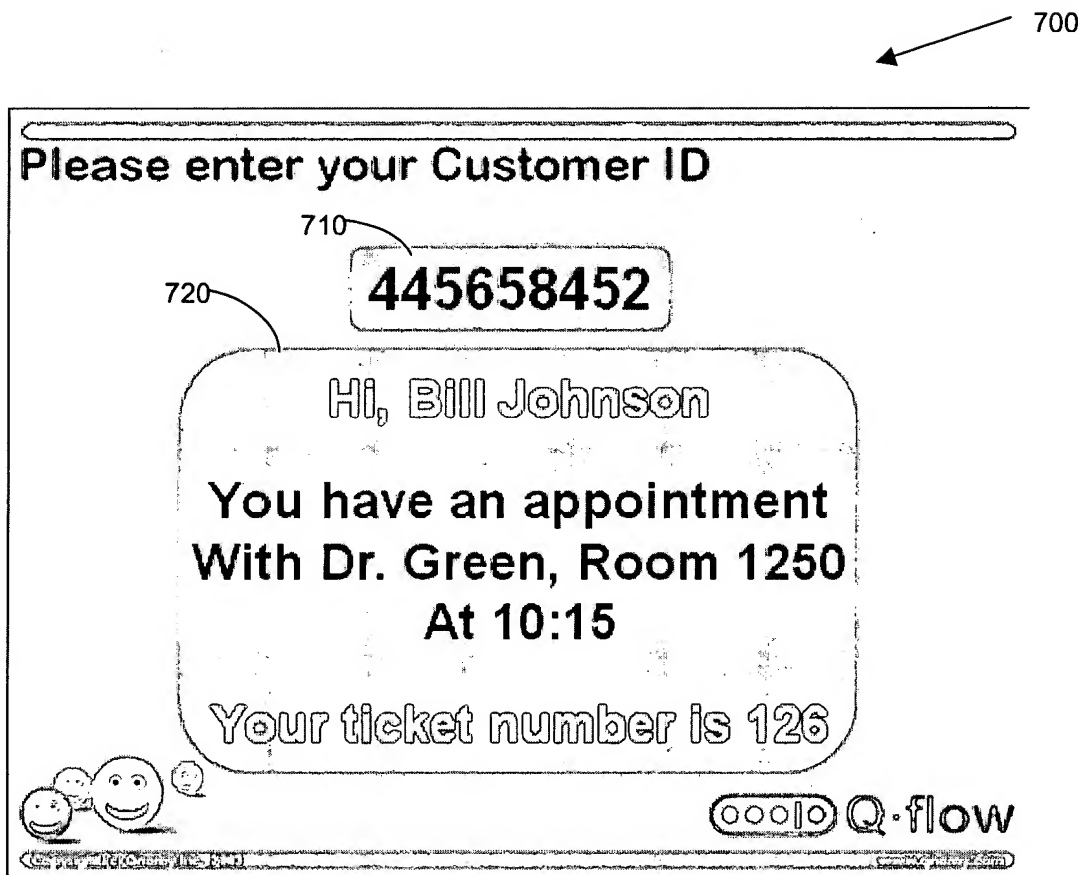 700
Please enter your Customer ID
710
445658452
720
Hi, Bill Johnson
You have an appointment
With Dr. Green, Room 1250
At 10:15
Your ticket number is 126
Q·flow